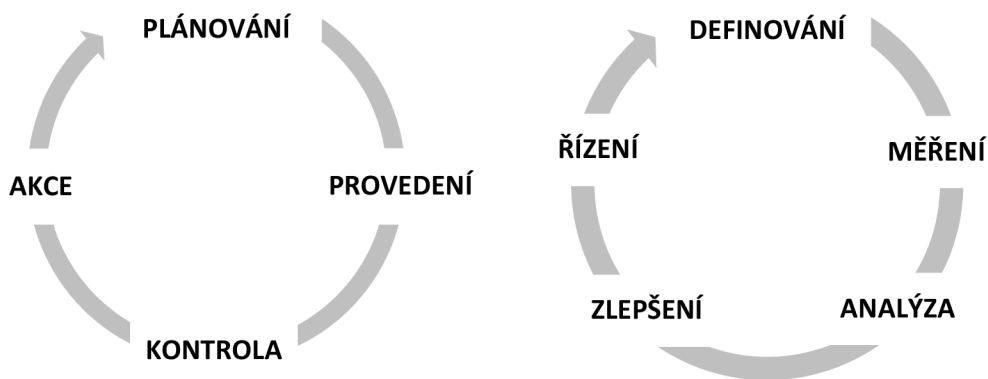 PLÁNOVÁNÍ
PROVEDENÍ
KONTROLA
AKCE
DEFINOVÁNÍ
MĚŘENÍ
ANALÝZA
ZLEPŠENÍ
ŘÍZENÍ